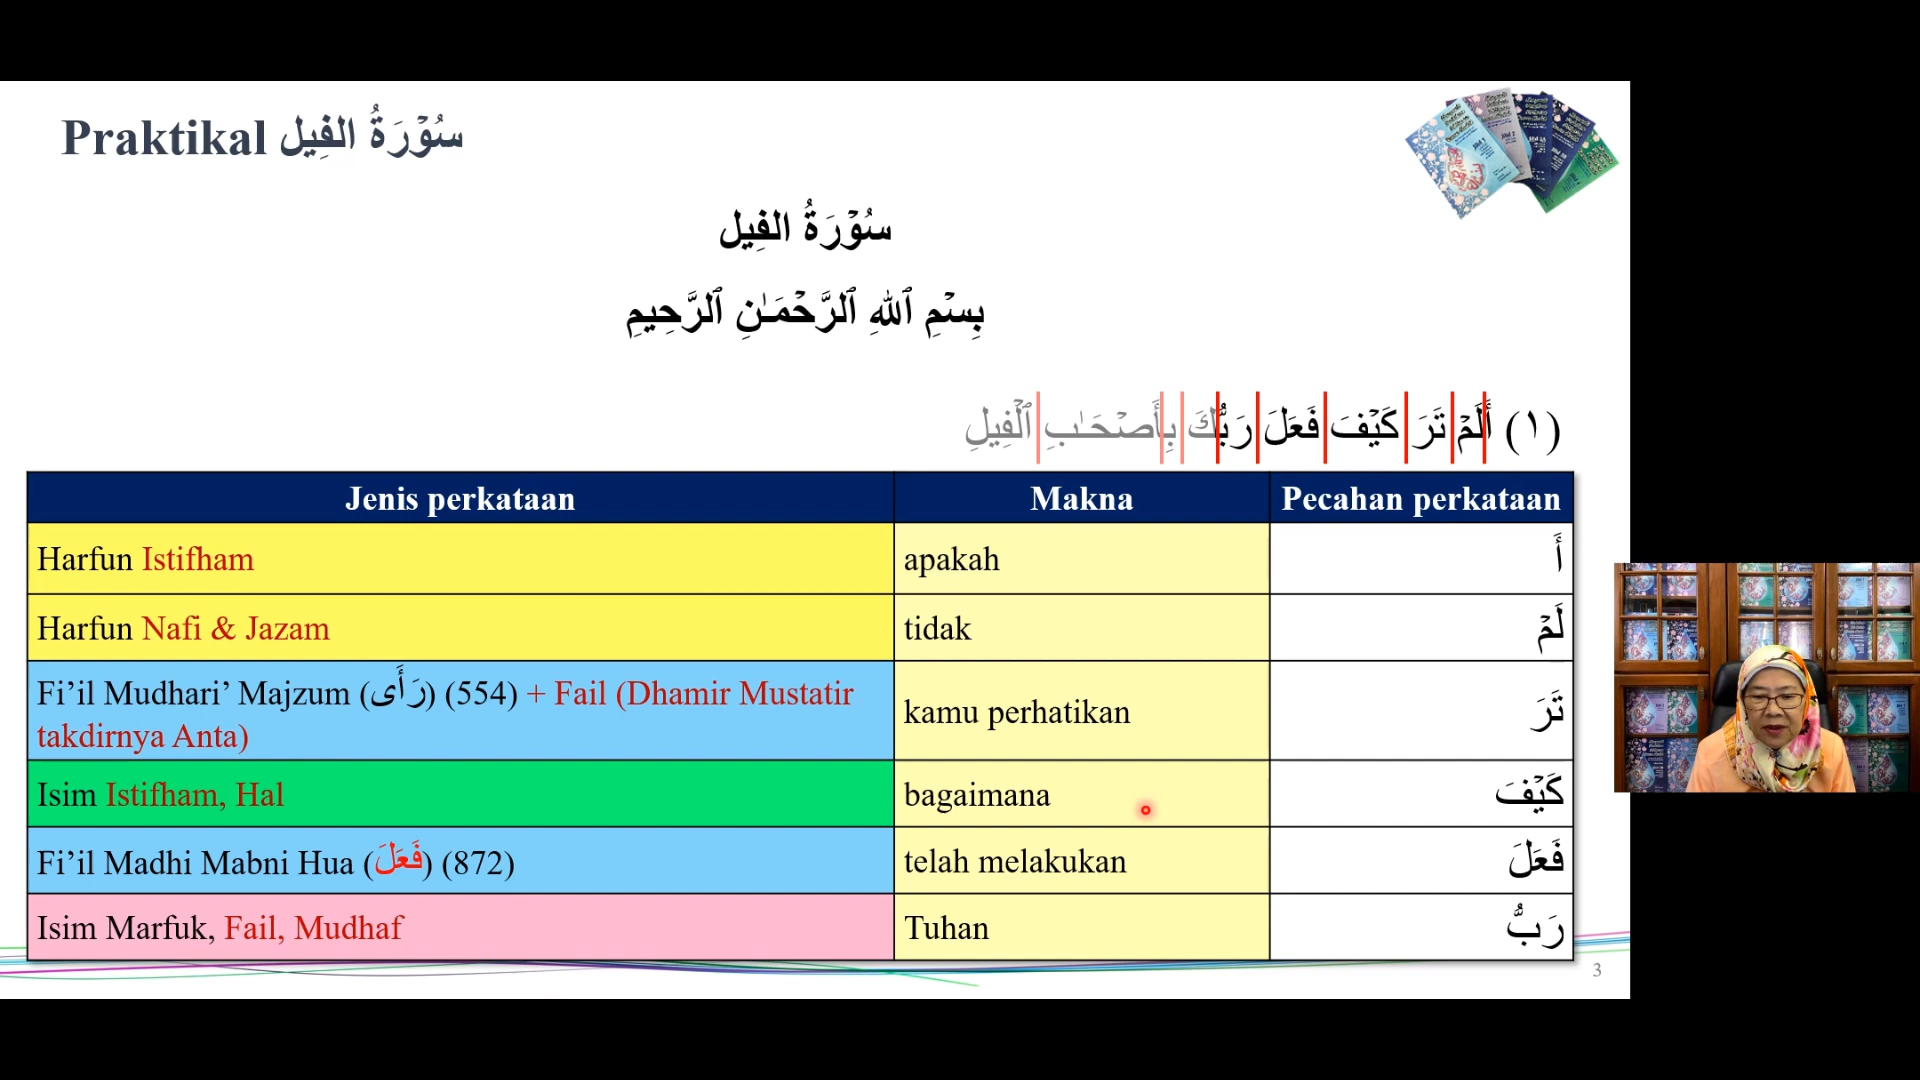 Praktikal سُوْرَةُ الفِيل
سُوْرَةُ الفِيل
بِسْمِ ٱللهِ ٱلرَّحْمَـٰنِ ٱلرَّحِيمِ
(١) أَلَمْ تَرَ كَيْفَ فَعَلَ رَبُّكَ بِأَصْحَـٰبِ ٱلْفِيلِ
Jenis perkataan Makna Pecahan perkataan
Harfun Istifham apakah أَ
Harfun Nafi & Jazam tidak لَمْ
Fi’il Mudhari’ Majzum (رَأَى) (554) + Fail (Dhamir Mustatir
takdirnya Anta) kamu perhatikan تَرَ
Isim Istifham, Hal bagaimana كَيْفَ
Fi’il Madhi Mabni Hua (فَعَلَ) (872) telah melakukan فَعَلَ
Isim Marfuk, Fail, Mudhaf Tuhan رَبُّ
3